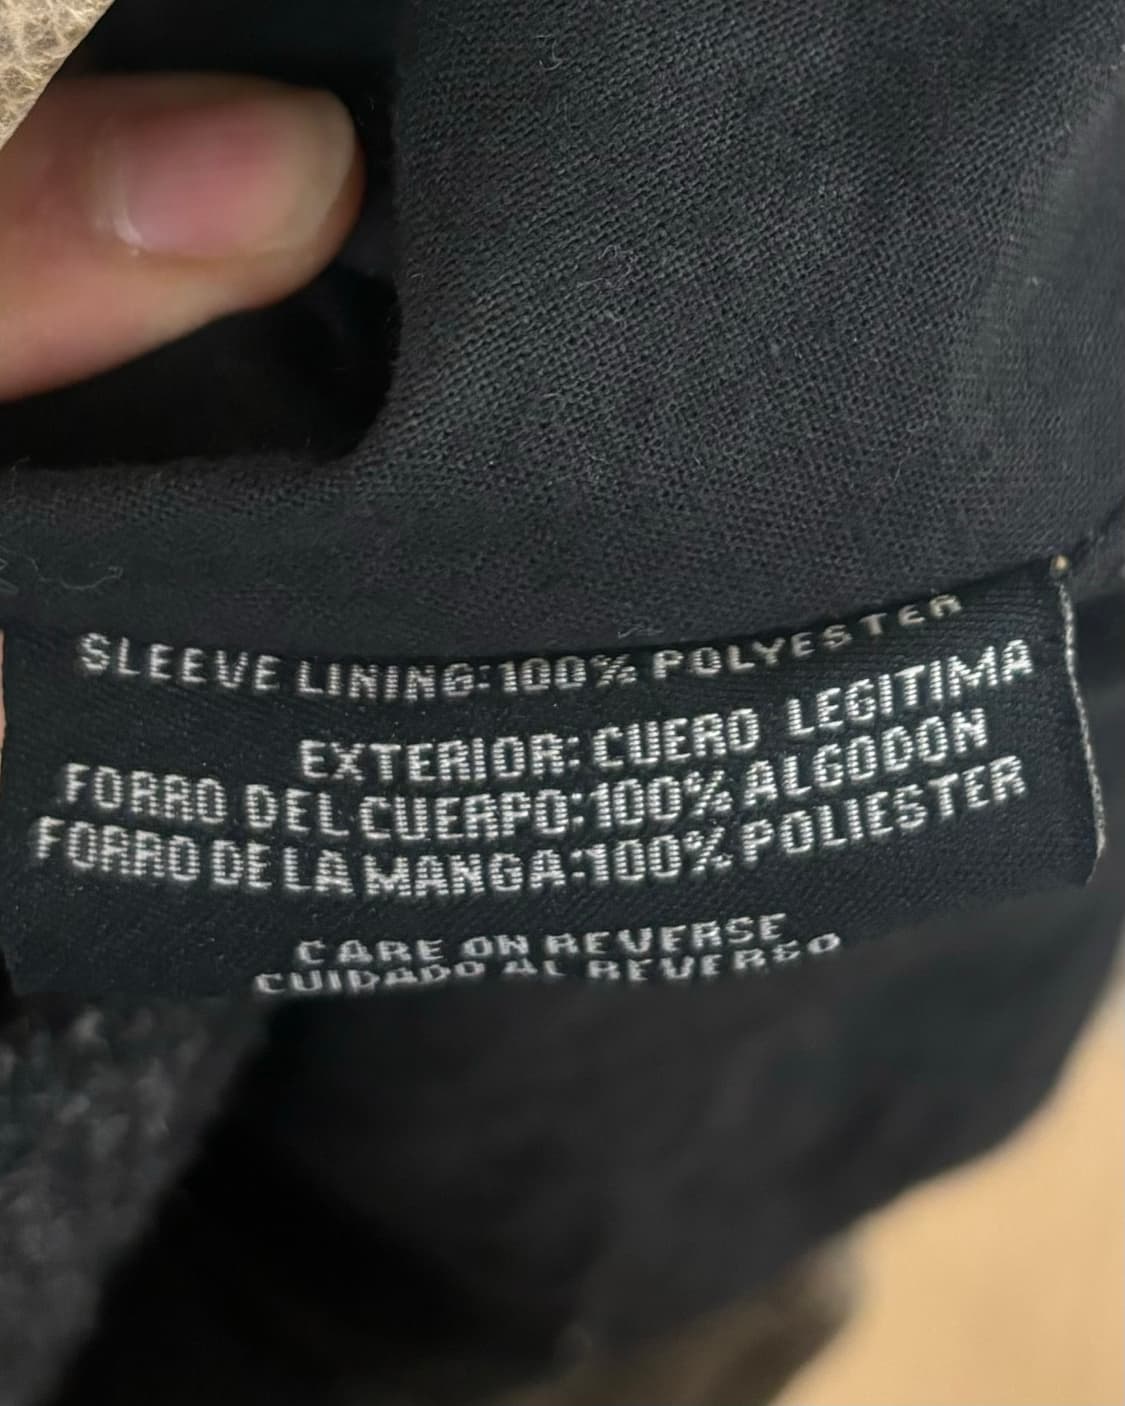 SLEEVE LINING:100% POLYESTER
EXTERIOR: CUERO LEGITIMA
FORRO DEL CUERPO:100% ALGODON
FORRO DE LA MANGA:100% POLIESTER
CARE ON REVERSE
CUIDADO AL REVERSO